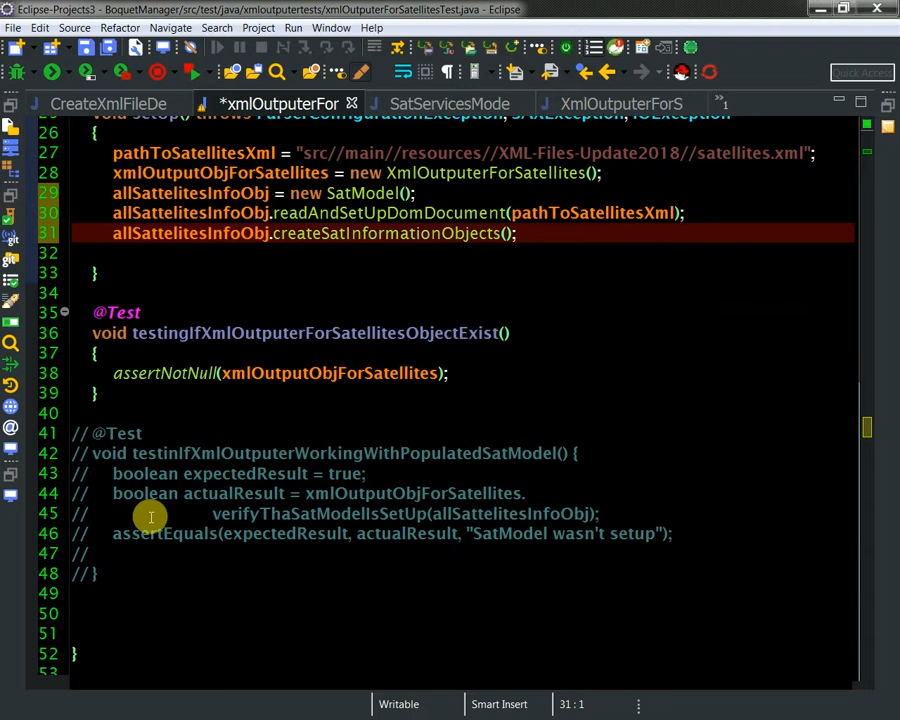 Eclipse-Projects3 - BoquetManager/src/test/java/xmloutputertests/xmlOutputerForSatellitesTest.java - Eclipse
File Edit Source Refactor Navigate Search Project Run Window Help
Quick Access
CreateXmlFileDe *xmlOutputerFor SatServicesMode XmlOutputerForS »1
26 {
27 pathToSatellitesXml = "src//main//resources//XML-Files-Update2018//satellites.xml";
28 xmlOutputObjForSatellites = new XmlOutputerForSatellites();
29 allSattelitesInfoObj = new SatModel();
30 allSattelitesInfoObj.readAndSetUpDomDocument(pathToSatellitesXml);
31 allSattelitesInfoObj.createSatInformationObjects();
32
33 }
34
35 @Test
36 void testingIfXmlOutputerForSatellitesObjectExist()
37 {
38 assertNotNull(xmlOutputObjForSatellites);
39 }
40
41 // @Test
42 // void testinIfXmlOutputerWorkingWithPopulatedSatModel() {
43 // boolean expectedResult = true;
44 // boolean actualResult = xmlOutputObjForSatellites.
45 // verifyThaSatModelIsSetUp(allSattelitesInfoObj);
46 // assertEquals(expectedResult, actualResult, "SatModel wasn't setup");
47 //
48 // }
49
50
51
52 }
53
Writable Smart Insert 31 : 1